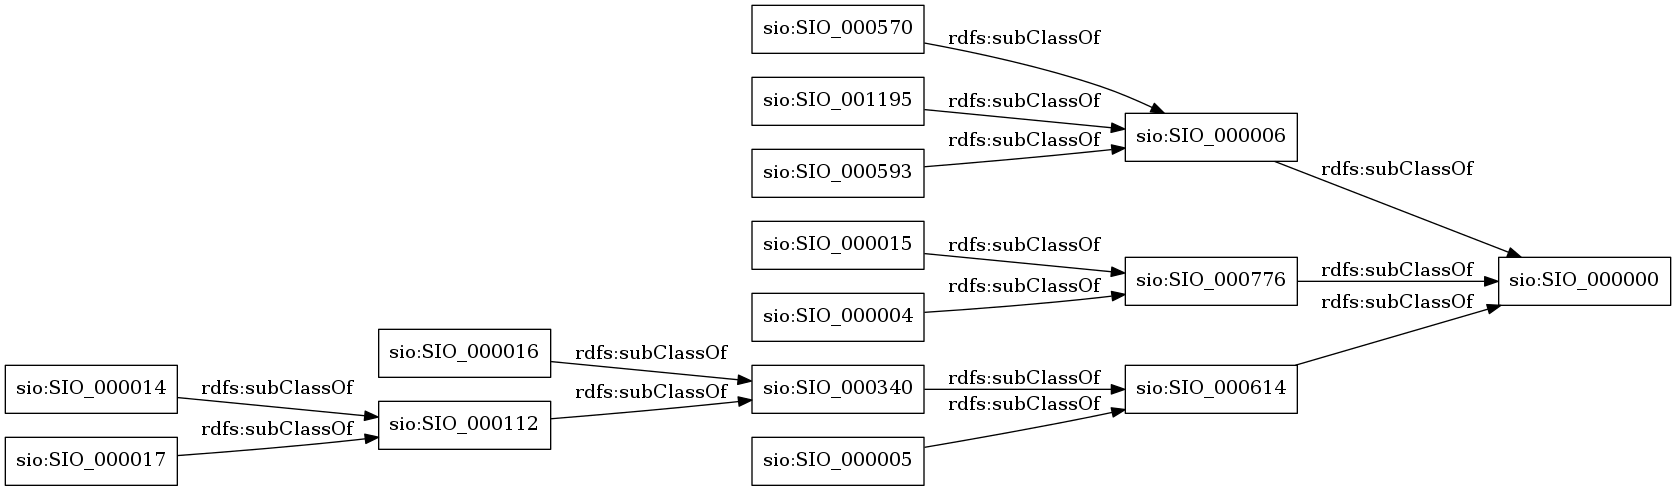 sio:SIO_000570
rdfs:subClassOf
sio:SIO_001195
rdfs:subClassOf
sio:SIO_000006
rdfs:subClassOf
sio:SIO_000593
rdfs:subClassOf
sio:SIO_000015
rdfs:subClassOf
sio:SIO_000776
rdfs:subClassOf
sio:SIO_000000
rdfs:subClassOf
sio:SIO_000004
rdfs:subClassOf
sio:SIO_000016
rdfs:subClassOf
sio:SIO_000014
rdfs:subClassOf
sio:SIO_000340
rdfs:subClassOf
sio:SIO_000614
rdfs:subClassOf
sio:SIO_000112
rdfs:subClassOf
sio:SIO_000017
rdfs:subClassOf
sio:SIO_000005